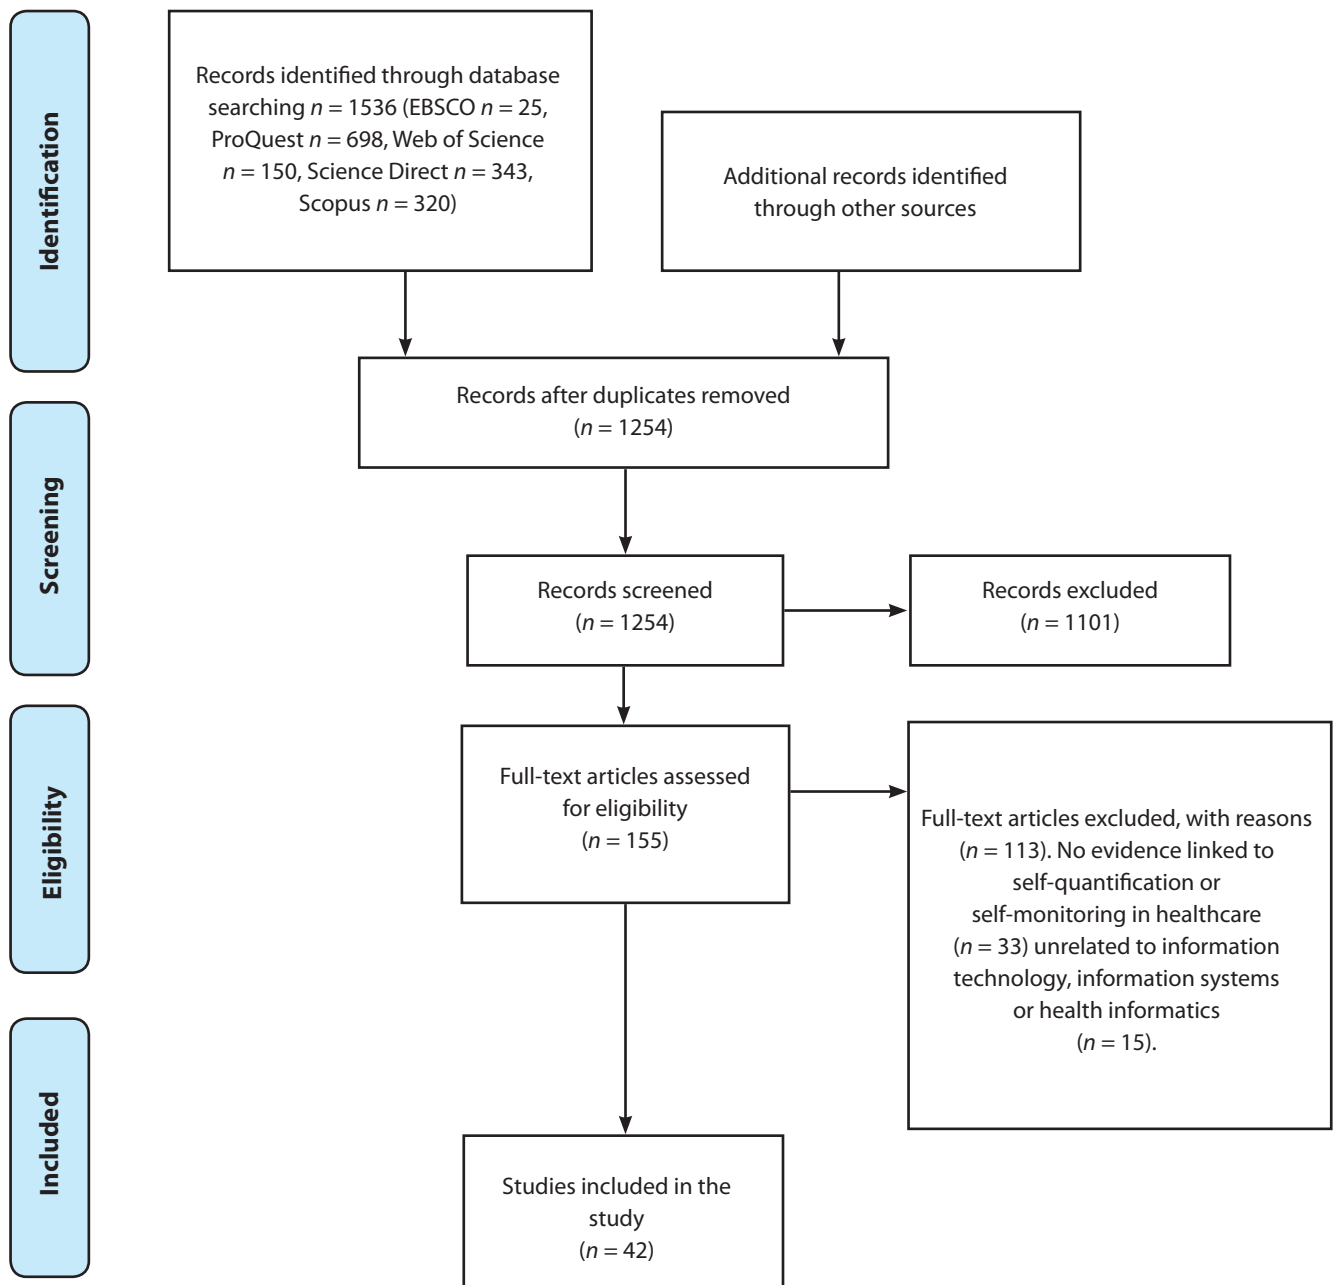 Identification
Records identified through database
searching n = 1536 (EBSCO n = 25,
ProQuest n = 698, Web of Science
n = 150, Science Direct n = 343,
Scopus n = 320)
Additional records identified
through other sources
Records after duplicates removed
(n = 1254)
Screening
Records screened
(n = 1254)
Records excluded
(n = 1101)
Eligibility
Full-text articles assessed
for eligibility
(n = 155)
Full-text articles excluded, with reasons
(n = 113). No evidence linked to
self-quantification or
self-monitoring in healthcare
(n = 33) unrelated to information
technology, information systems
or health informatics
(n = 15).
Included
Studies included in the
study
(n = 42)